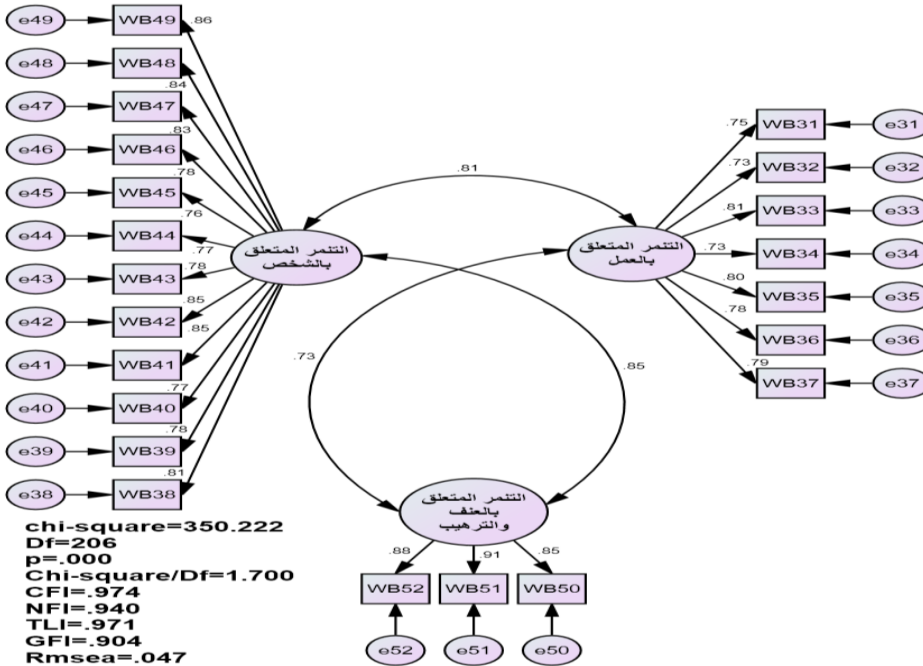 e49 WB49 .86
e48 WB48
.84
e47 WB47
.83
e46 WB46
.78
e45 WB45
.76
e44 WB44
.77
e43 WB43 .78
.85
e42 WB42
.85
e41 WB41
.77
e40 WB40
.78
e39 WB39
.81
e38 WB38
التنمر المتعلق
بالشخص
.81
التنمر المتعلق
بالعمل
.75 WB31 e31
.73 WB32 e32
.81 WB33 e33
.73 WB34 e34
.80 WB35 e35
.78 WB36 e36
.79 WB37 e37
.73
.85
التنمر المتعلق
بالعنف
والترهيب
.88 .91 .85
WB52 WB51 WB50
e52 e51 e50
chi-square=350.222
Df=206
p=.000
Chi-square/Df=1.700
CFI=.974
NFI=.940
TLI=.971
GFI=.904
Rmsea=.047